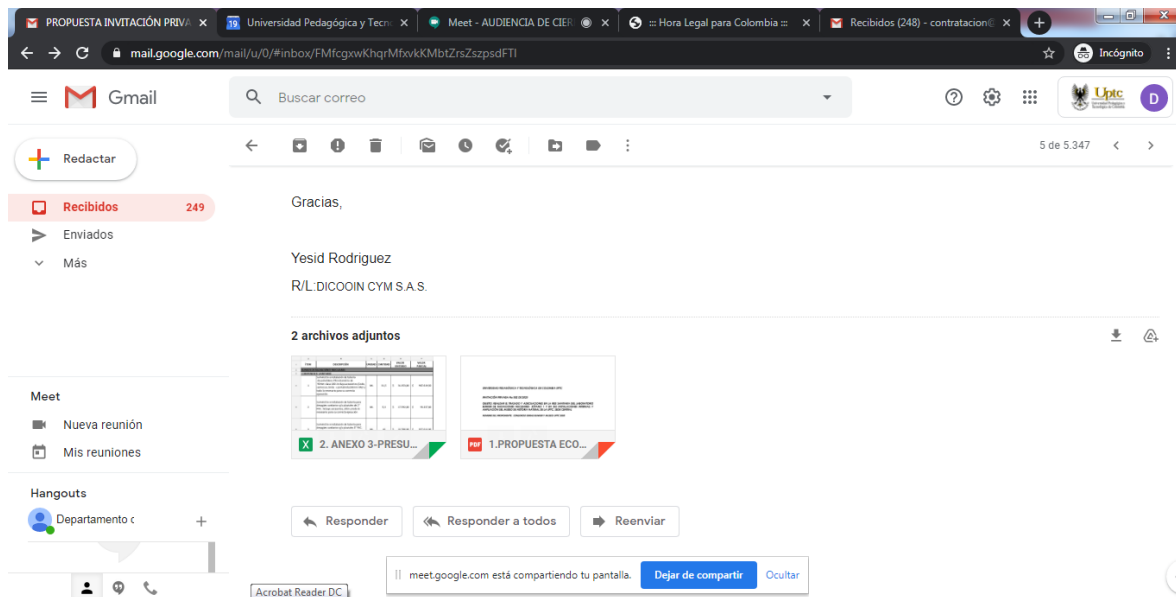 PROPUESTA INVITACIÓN PRIVA
Universidad Pedagógica y Tecno
Meet - AUDIENCIA DE CIER
::: Hora Legal para Colombia :::
Recibidos (248) - contratacion
mail.google.com/mail/u/0/#inbox/FMfcgxwKhqrMfxvkKMbtZrsZszpsdFTl
Incógnito
Gmail
Buscar correo
Uptc
D
Redactar
5 de 5.347
Recibidos 249
Enviados
Más
Gracias,
Yesid Rodriguez
R/L:DICOOIN CYM S.A.S.
2 archivos adjuntos
X 2. ANEXO 3-PRESU...
PDF 1.PROPUESTA ECO...
Meet
Nueva reunión
Mis reuniones
Hangouts
Departamento c
Responder
Responder a todos
Reenviar
meet.google.com está compartiendo tu pantalla.
Dejar de compartir
Ocultar
Acrobat Reader DC